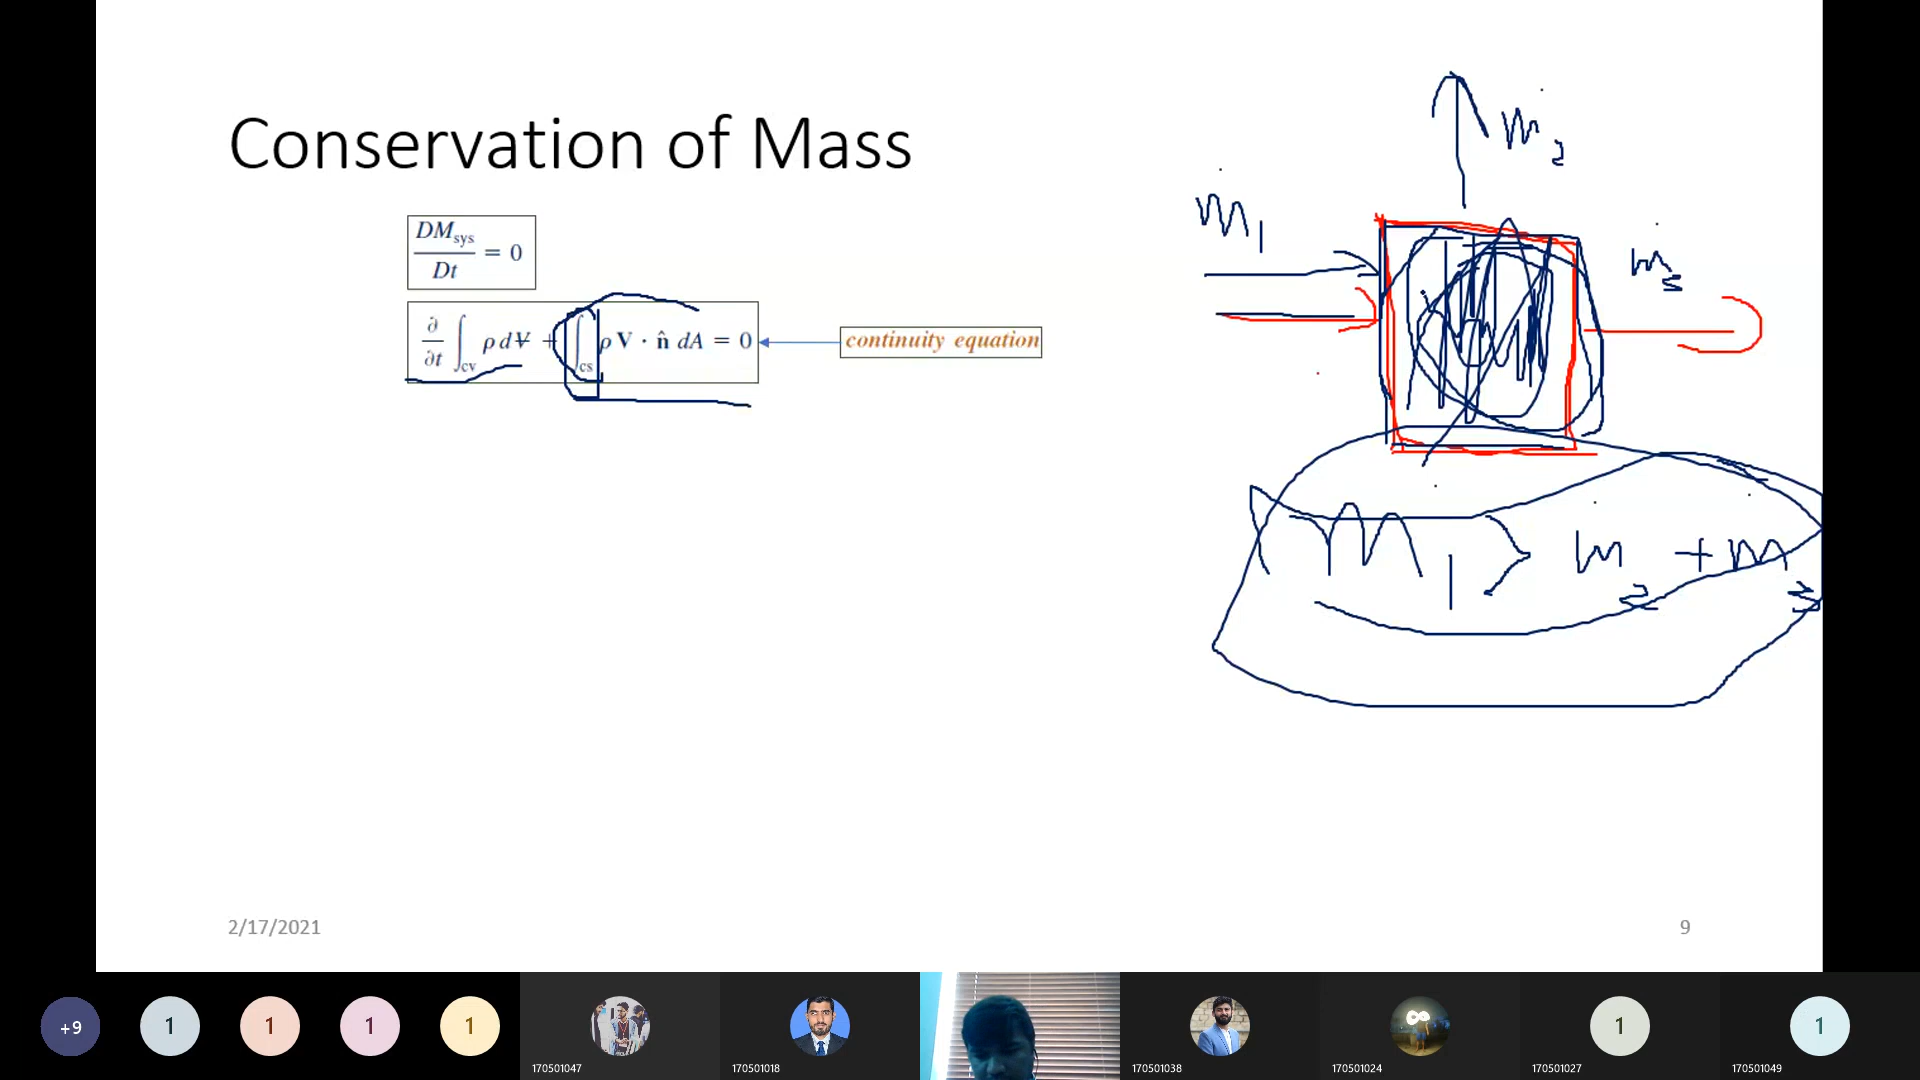 Conservation of Mass
DM_sys/Dt = 0
∂/∂t ∫_cv ρ dV̶ + ∫_cs ρ V · n̂ dA = 0
continuity equation
m₁
m₂
m₃
m₁ > m₂ + m₃
2/17/2021
9
+9
1
1
1
1
170501047
170501018
170501038
170501024
170501027
1
170501049
1